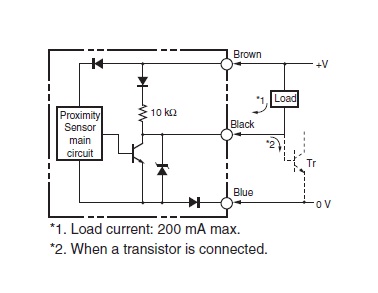 Brown
+V
*1
Load
10 kΩ
Proximity
Sensor
main
circuit
Black
*2
Tr
Blue
0 V
*1. Load current: 200 mA max.
*2. When a transistor is connected.